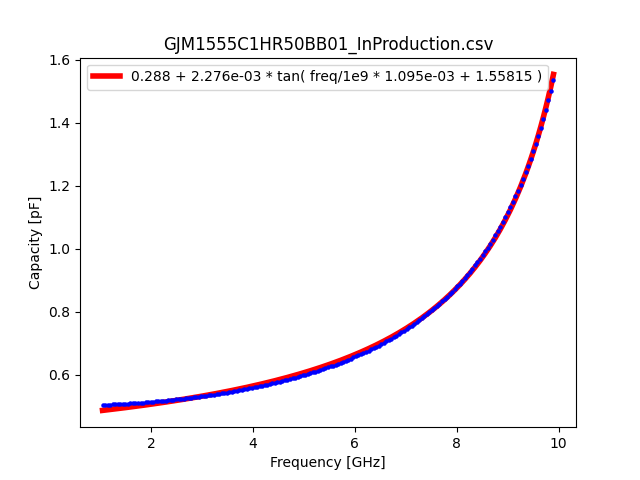 GJM1555C1HR50BB01_InProduction.csv
0.288 + 2.276e-03 * tan( freq/1e9 * 1.095e-03 + 1.55815 )
1.6
1.4
1.2
1.0
0.8
0.6
Capacity [pF]
2 4 6 8 10
Frequency [GHz]